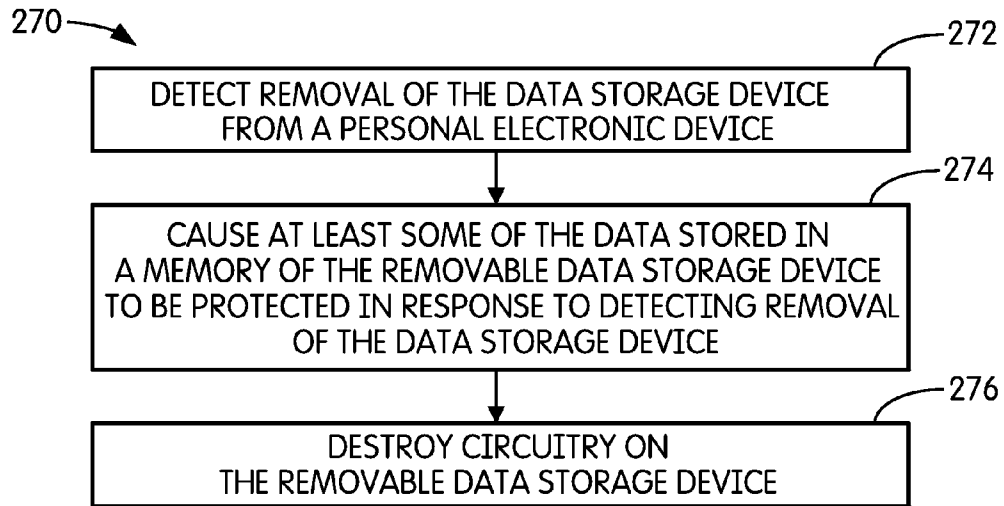 270
272
DETECT REMOVAL OF THE DATA STORAGE DEVICE
FROM A PERSONAL ELECTRONIC DEVICE
274
CAUSE AT LEAST SOME OF THE DATA STORED IN
A MEMORY OF THE REMOVABLE DATA STORAGE DEVICE
TO BE PROTECTED IN RESPONSE TO DETECTING REMOVAL
OF THE DATA STORAGE DEVICE
276
DESTROY CIRCUITRY ON
THE REMOVABLE DATA STORAGE DEVICE